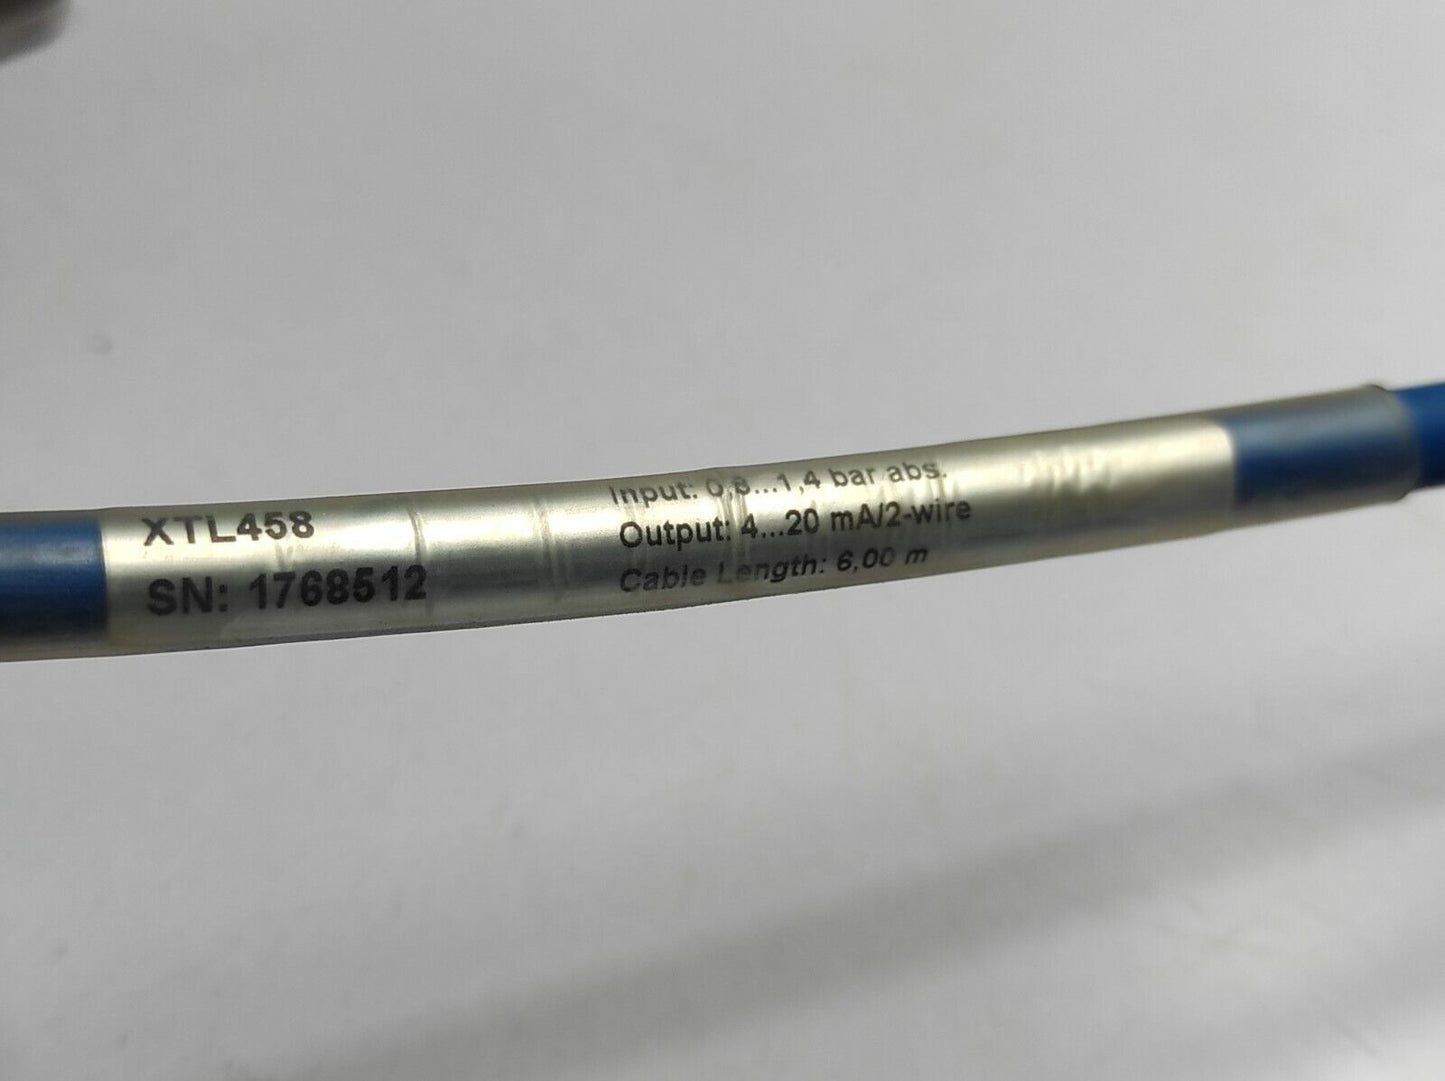 XTL458
SN: 1768512
Input: 0,8...1,4 bar abs.
Output: 4...20 mA/2-wire
Cable Length: 6,00 m